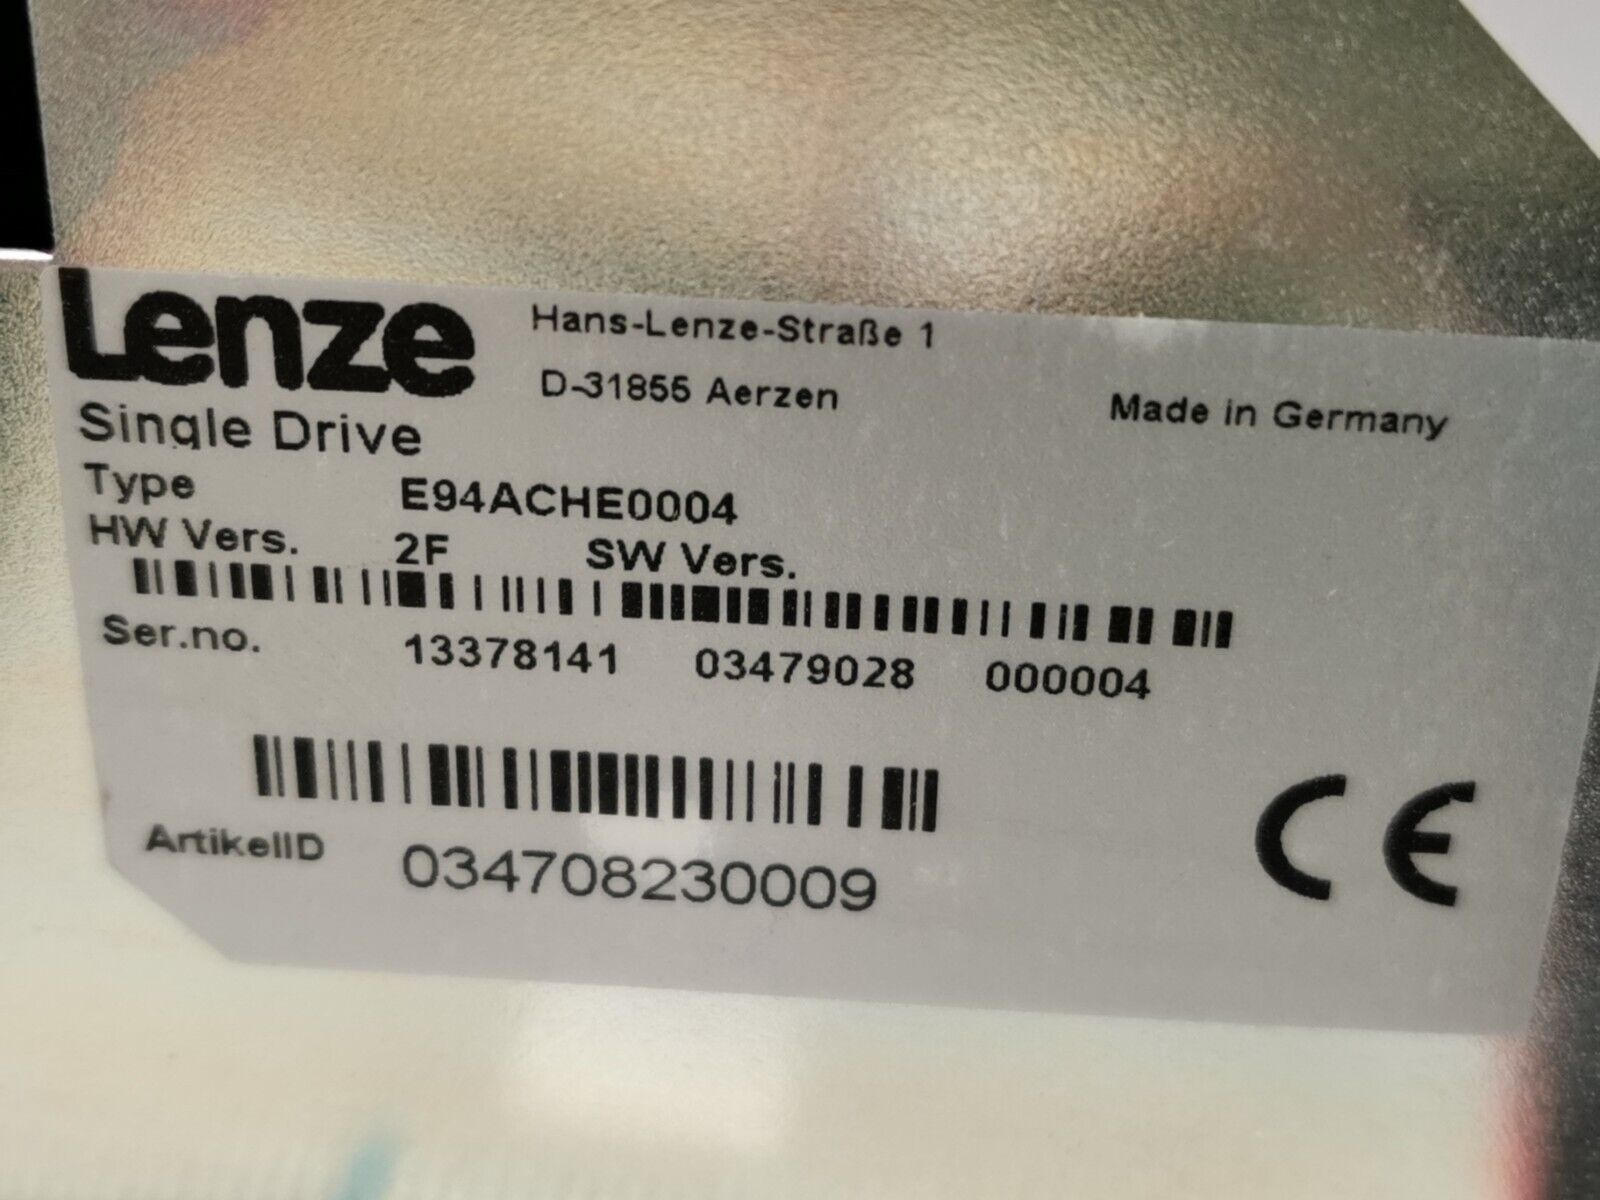 Lenze Hans-Lenze-Straße 1
D-31855 Aerzen Made in Germany
Single Drive
Type E94ACHE0004
HW Vers. 2F SW Vers.
Ser.no. 13378141 03479028 000004
ArtikelID 034708230009
CE